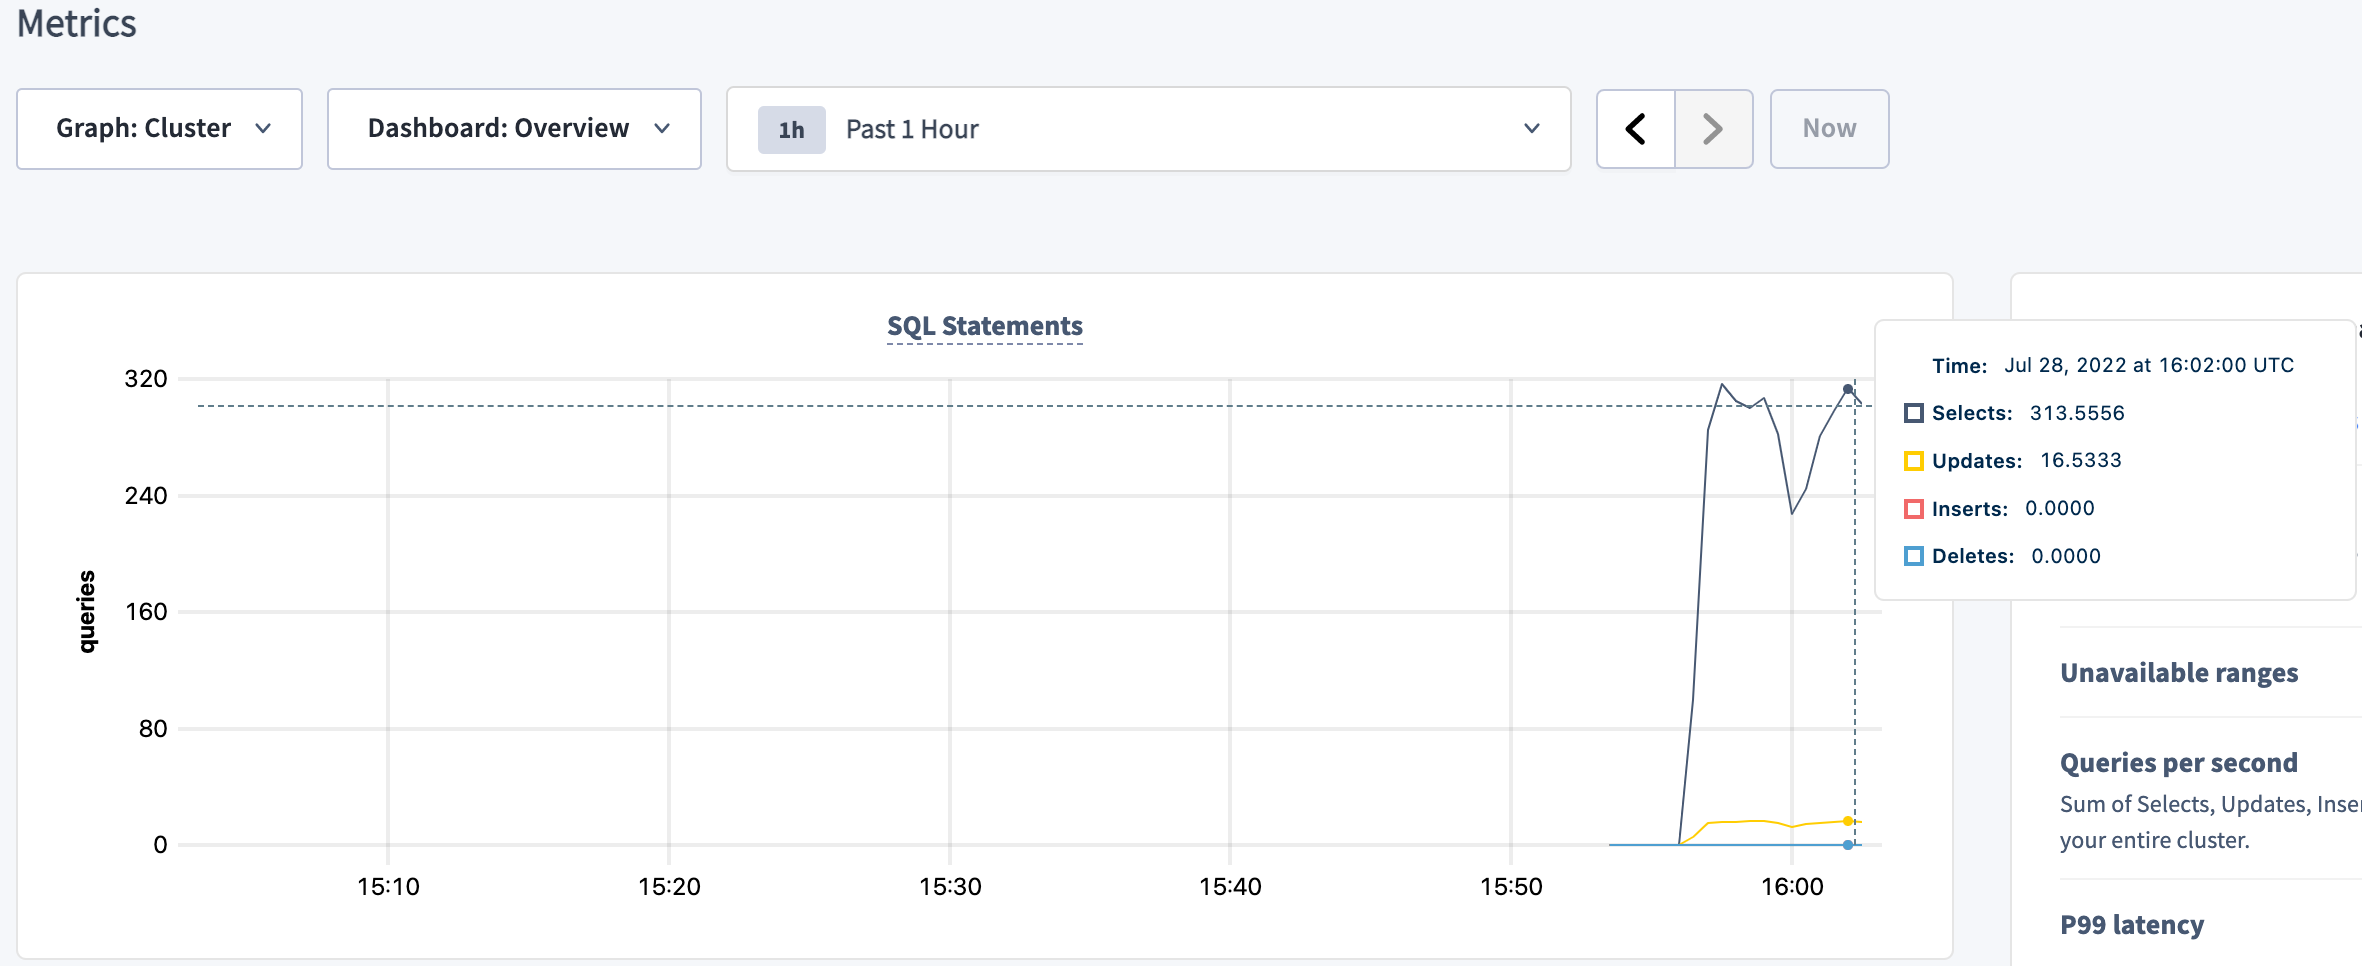 Metrics
Graph: Cluster
Dashboard: Overview
1h Past 1 Hour
Now
SQL Statements
320
240
160
80
0
queries
15:10 15:20 15:30 15:40 15:50 16:00
Time: Jul 28, 2022 at 16:02:00 UTC
Selects: 313.5556
Updates: 16.5333
Inserts: 0.0000
Deletes: 0.0000
Unavailable ranges
Queries per second
Sum of Selects, Updates,
your entire cluster.
P99 latency